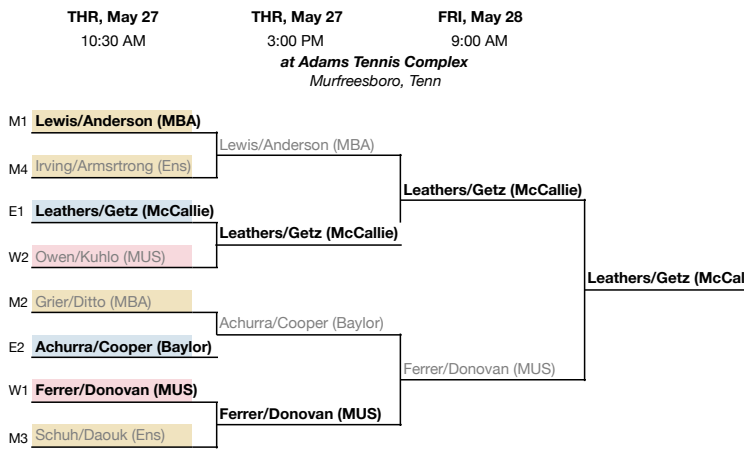 THR, May 27 THR, May 27 FRI, May 28
10:30 AM 3:00 PM 9:00 AM
at Adams Tennis Complex
Murfreesboro, Tenn
M1 Lewis/Anderson (MBA)
Lewis/Anderson (MBA)
M4 Irving/Armsrtrong (Ens)
Leathers/Getz (McCallie)
E1 Leathers/Getz (McCallie)
Leathers/Getz (McCallie)
W2 Owen/Kuhlo (MUS)
Leathers/Getz (McCal
M2 Grier/Ditto (MBA)
Achurra/Cooper (Baylor)
E2 Achurra/Cooper (Baylor)
Ferrer/Donovan (MUS)
W1 Ferrer/Donovan (MUS)
Ferrer/Donovan (MUS)
M3 Schuh/Daouk (Ens)